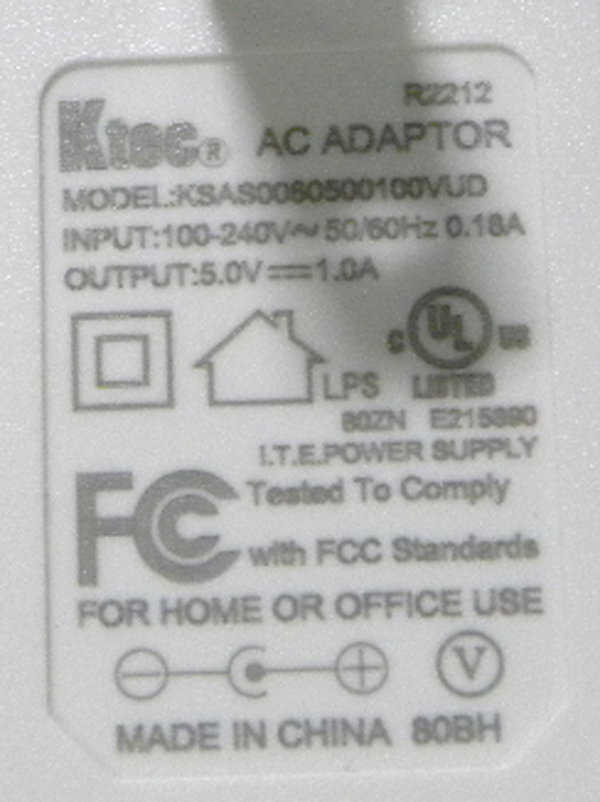 R2212
Ktec® AC ADAPTOR
MODEL:KSAS0060500100VUD
INPUT:100-240V~ 50/60Hz 0.18A
OUTPUT:5.0V⎓1.0A
LPS
C UL US
LISTED
80ZN E215890
I.T.E.POWER SUPPLY
FC Tested To Comply
with FCC Standards
FOR HOME OR OFFICE USE
V
MADE IN CHINA 80BH